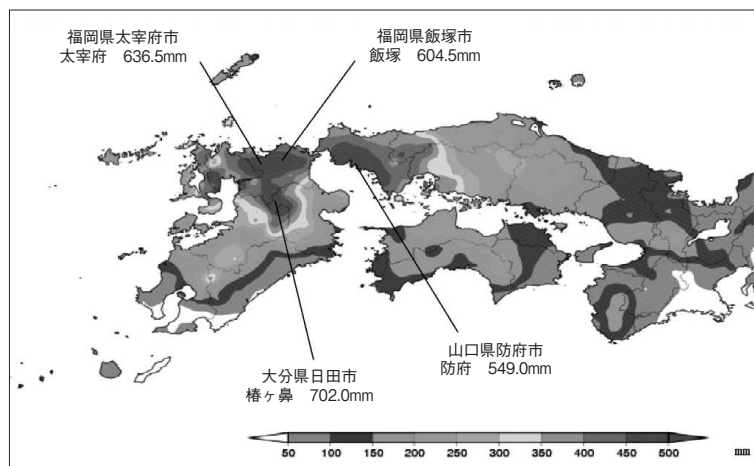 福岡県太宰府市
太宰府 636.5mm
福岡県飯塚市
飯塚 604.5mm
山口県防府市
防府 549.0mm
大分県日田市
椿ヶ鼻 702.0mm
50 100 150 200 250 300 350 400 450 500 mm